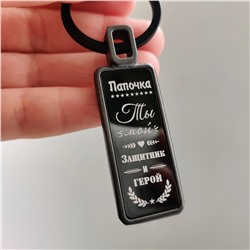 Папочка
Ты
мой
Защитник
и
герой